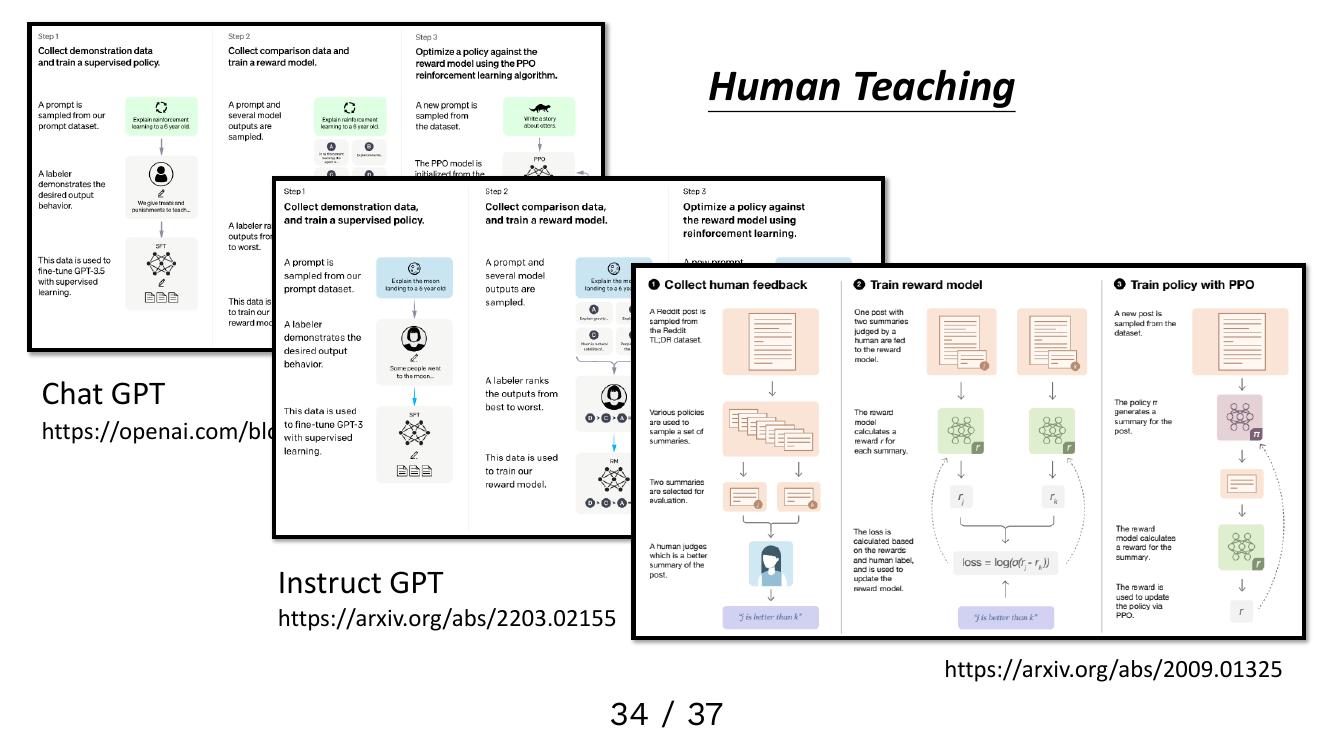 Human Teaching
Step 1
Collect demonstration data
and train a supervised policy.
A prompt is
sampled from our
prompt dataset.
Explain reinforcement
learning to a 6 year old.
A labeler
demonstrates the
desired output
behavior.
We give treats and
punishments to teach...
This data is used to
fine-tune GPT-3.5
with supervised
learning.
SFT
Step 2
Collect comparison data and
train a reward model.
A prompt and
several model
outputs are
sampled.
Explain reinforcement
learning to a 6 year old.
A
B
A labeler
outputs
to worst.
This data is
to train our
reward
Step 3
Optimize a policy against the
reward model using the PPO
reinforcement learning algorithm.
A new prompt is
sampled from
the dataset.
Write a story
about otters.
The PPO model is
initialized from the
PPO
Chat GPT
https://openai.com/blo
Step 1
Collect demonstration data,
and train a supervised policy.
A prompt is
sampled from our
prompt dataset.
Explain the moon
landing to a 6 year old
A labeler
demonstrates the
desired output
behavior.
Some people went
to the moon...
This data is used
to fine-tune GPT-3
with supervised
learning.
SFT
Step 2
Collect comparison data,
and train a reward model.
A prompt and
several model
outputs are
sampled.
Explain the moon
landing to a 6
A
C
A labeler ranks
the outputs from
best to worst.
D > C > A
This data is used
to train our
reward model.
RM
D > C > A
Step 3
Optimize a policy against
the reward model using
reinforcement learning.
A new prompt
Instruct GPT
https://arxiv.org/abs/2203.02155
1 Collect human feedback
A Reddit post is
sampled from
the Reddit
TL;DR dataset.
Various policies
are used to
sample a set of
summaries.
Two summaries
are selected for
evaluation.
j
k
A human judges
which is a better
summary of the
post.
"j is better than k"
2 Train reward model
One post with
two summaries
judged by a
human are fed
to the reward
model.
j
k
The reward
model
calculates a
reward r for
each summary.
r
r
rj
rk
The loss is
calculated based
on the rewards
and human label,
and is used to
update the
reward model.
loss = log(σ(rj - rk))
"j is better than k"
3 Train policy with PPO
A new post is
sampled from the
dataset.
The policy π
generates a
summary for the
post.
π
The reward
model calculates
a reward for the
summary.
r
The reward is
used to update
the policy via
PPO.
r
https://arxiv.org/abs/2009.01325
34 / 37